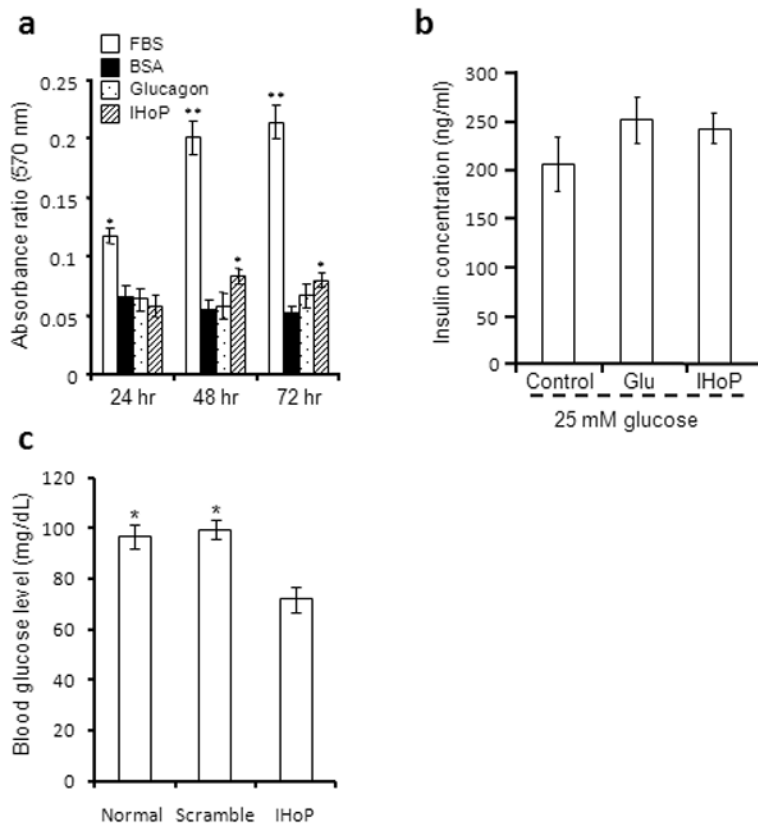 a
FBS
BSA
Glucagon
IHoP
Absorbance ratio (570 nm)
0.25
0.2
0.15
0.1
0.05
0
**
**
*
*
*
24 hr 48 hr 72 hr
b
Insulin concentration (ng/ml)
300
250
200
150
100
50
0
Control Glu IHoP
25 mM glucose
c
Blood glucose level (mg/dL)
120
100
80
60
40
20
0
* *
Normal Scramble IHoP